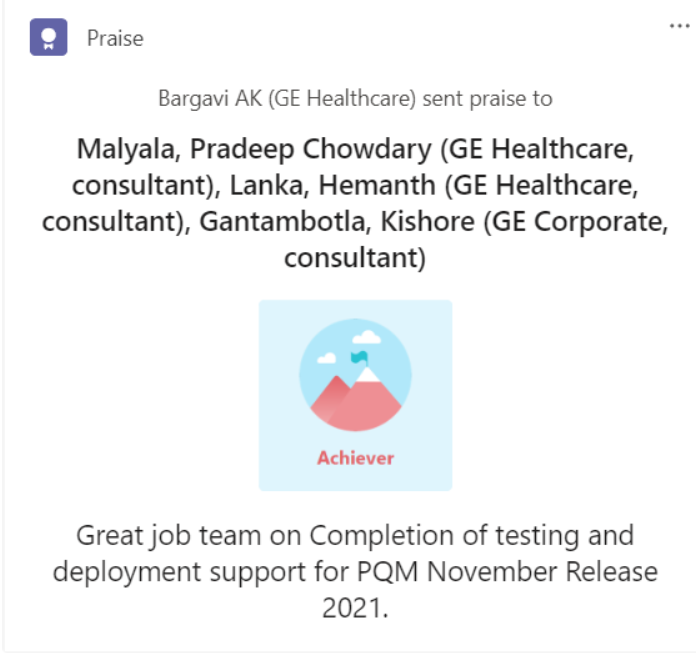 Praise
Bargavi AK (GE Healthcare) sent praise to
Malyala, Pradeep Chowdary (GE Healthcare,
consultant), Lanka, Hemanth (GE Healthcare,
consultant), Gantambotla, Kishore (GE Corporate,
consultant)
Achiever
Great job team on Completion of testing and
deployment support for PQM November Release
2021.